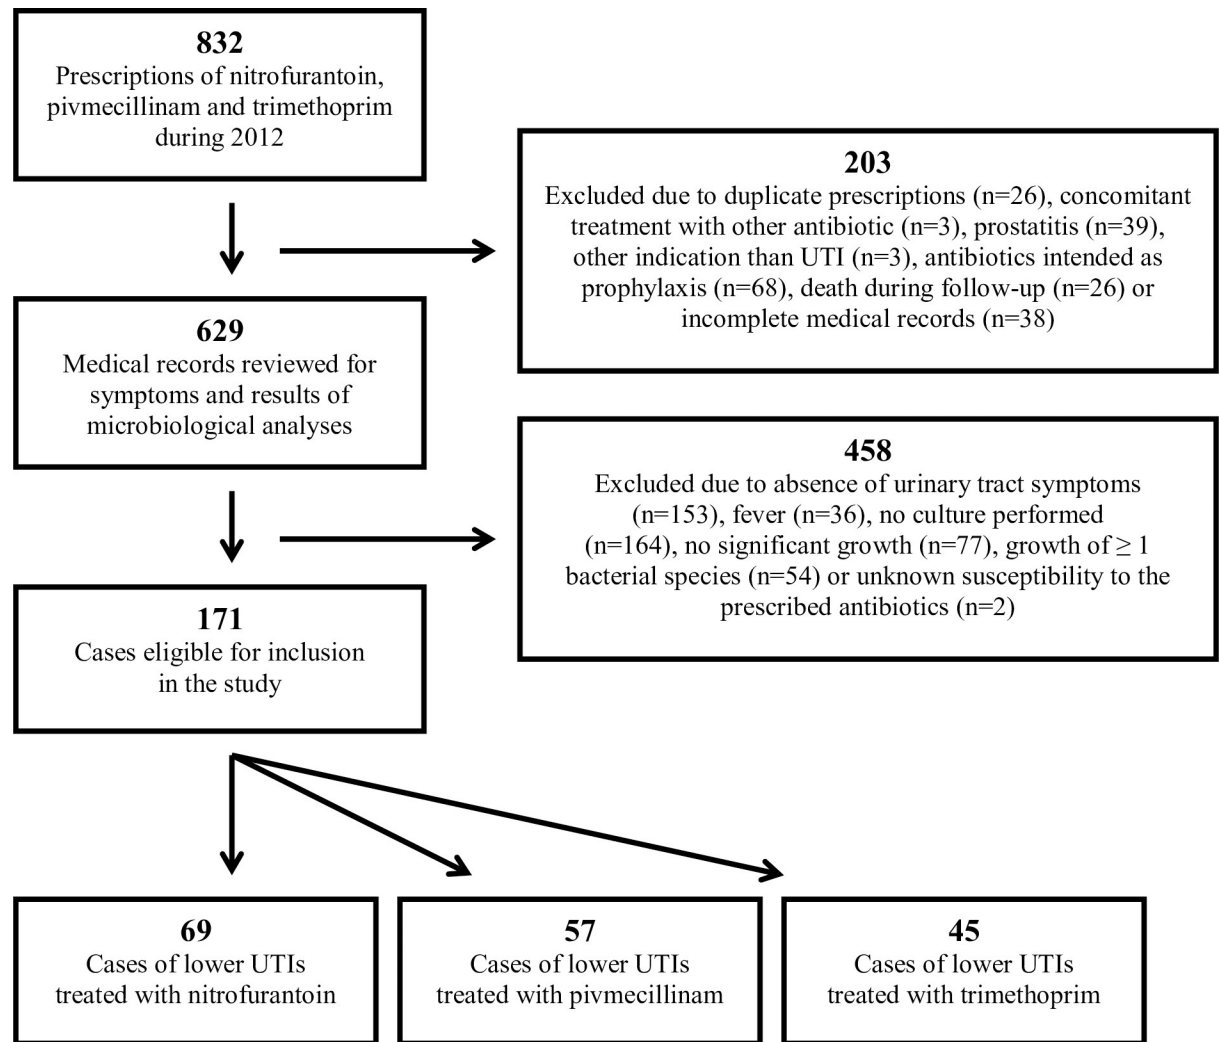 832
Prescriptions of nitrofurantoin,
pivmecillinam and trimethoprim
during 2012
203
Excluded due to duplicate prescriptions (n=26), concomitant
treatment with other antibiotic (n=3), prostatitis (n=39),
other indication than UTI (n=3), antibiotics intended as
prophylaxis (n=68), death during follow-up (n=26) or
incomplete medical records (n=38)
629
Medical records reviewed for
symptoms and results of
microbiological analyses
458
Excluded due to absence of urinary tract symptoms
(n=153), fever (n=36), no culture performed
(n=164), no significant growth (n=77), growth of ≥ 1
bacterial species (n=54) or unknown susceptibility to the
prescribed antibiotics (n=2)
171
Cases eligible for inclusion
in the study
69
Cases of lower UTIs
treated with nitrofurantoin
57
Cases of lower UTIs
treated with pivmecillinam
45
Cases of lower UTIs
treated with trimethoprim